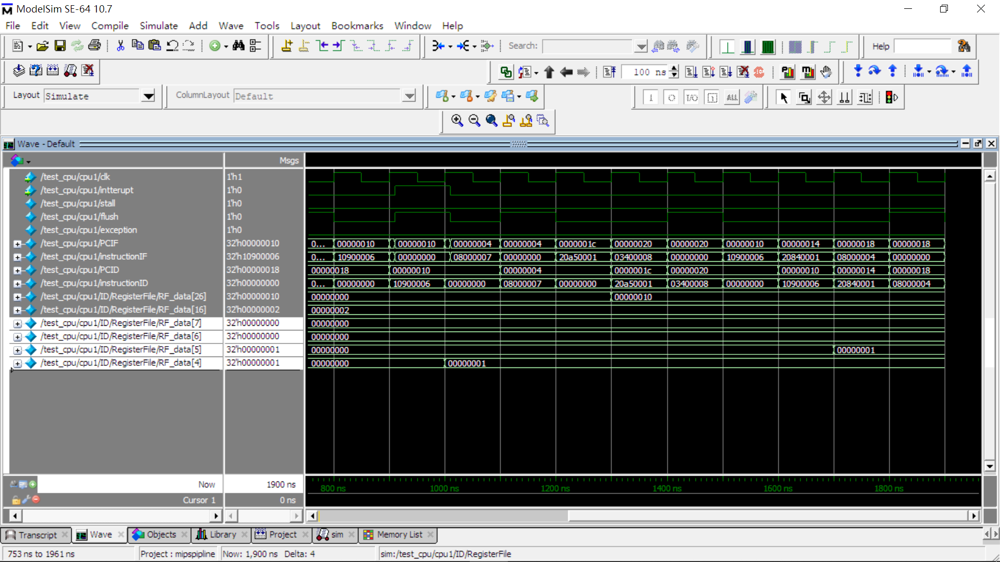 ModelSim SE-64 10.7
File Edit View Compile Simulate Add Wave Tools Layout Bookmarks Window Help
Search:
Help
100 ns
Layout Simulate
ColumnLayout Default
ALL
Wave - Default
Msgs
/test_cpu/cpu1/clk 1'h1
/test_cpu/cpu1/intterupt 1'h0
/test_cpu/cpu1/stall 1'h0
/test_cpu/cpu1/flush 1'h0
/test_cpu/cpu1/exception 1'h0
/test_cpu/cpu1/PCIF 32'h00000010 0... 00000010 00000010 00000004 00000004 0000001c 00000020 00000020 00000010 00000014 00000018 00000018
/test_cpu/cpu1/instructionIF 32'h10900006 0... 10900006 00000000 08000007 00000000 20a50001 03400008 00000000 10900006 20840001 08000004 00000000
/test_cpu/cpu1/PCID 32'h00000018 00000018 00000010 00000004 0000001c 00000020 00000010 00000014 00000018
/test_cpu/cpu1/instructionID 32'h00000000 0... 00000000 10900006 00000000 08000007 00000000 20a50001 03400008 00000000 10900006 20840001 08000004
/test_cpu/cpu1/ID/RegisterFile/RF_data[26] 32'h00000010 00000000 00000010
/test_cpu/cpu1/ID/RegisterFile/RF_data[16] 32'h00000002 00000002
/test_cpu/cpu1/ID/RegisterFile/RF_data[7] 32'h00000000 00000000
/test_cpu/cpu1/ID/RegisterFile/RF_data[6] 32'h00000000 00000000
/test_cpu/cpu1/ID/RegisterFile/RF_data[5] 32'h00000001 00000000 00000001
/test_cpu/cpu1/ID/RegisterFile/RF_data[4] 32'h00000001 00000000 00000001
Now 1900 ns
800 ns 1000 ns 1200 ns 1400 ns 1600 ns 1800 ns
Cursor 1 0 ns
Transcript Wave Objects Library Project sim Memory List
753 ns to 1961 ns Project : mipspipline Now: 1,900 ns Delta: 4 sim:/test_cpu/cpu1/ID/RegisterFile